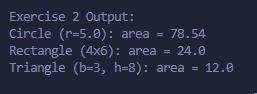 Exercise 2 Output:
Circle (r=5.0): area = 78.54
Rectangle (4x6): area = 24.0
Triangle (b=3, h=8): area = 12.0